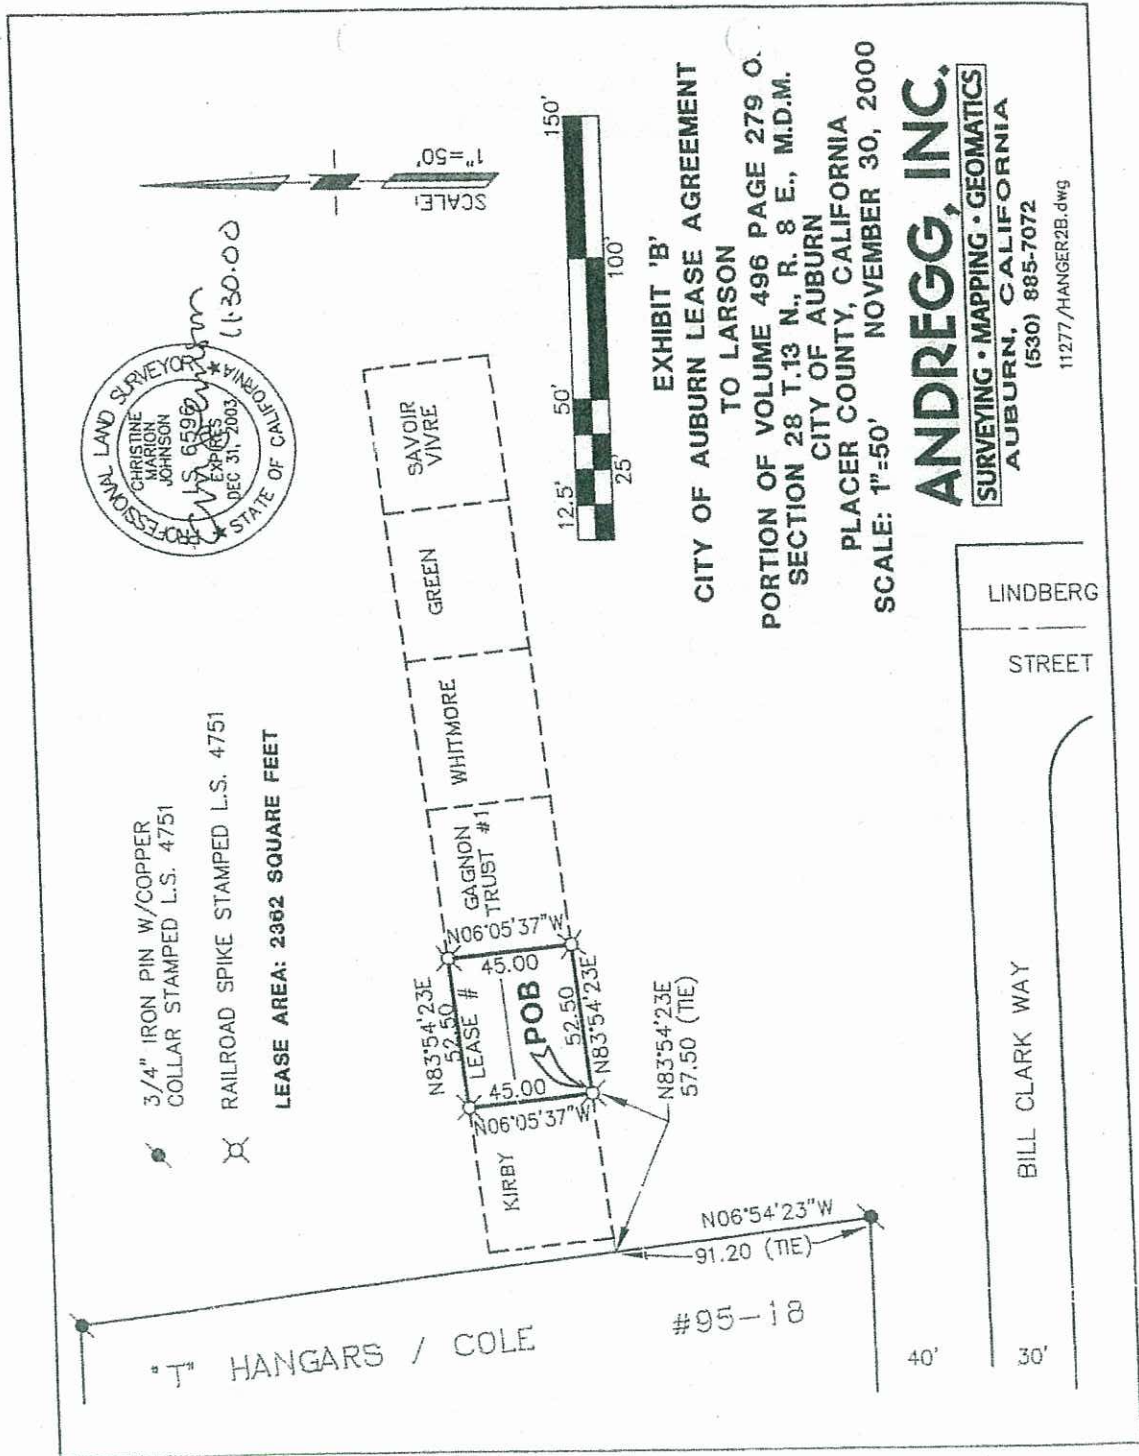 3/4" IRON PIN W/COPPER
COLLAR STAMPED L.S. 4751
RAILROAD SPIKE STAMPED L.S. 4751
LEASE AREA: 2362 SQUARE FEET
PROFESSIONAL LAND SURVEYOR
CHRISTINE
MARION
JOHNSON
LS 6596
EXPIRES
DEC 31, 2003
STATE OF CALIFORNIA
11.30.00
SCALE:
1"=50'
"T" HANGARS / COLE
#95-18
KIRBY
N83°54'23E
52.50
LEASE #
45.00
N06°05'37"W
POB
45.00
N06°05'37"W
52.50
N83°54'23E
GAGNON
TRUST #1
WHITMORE
GREEN
SAVOIR
VIVRE
N83°54'23E
57.50 (TIE)
N06°54'23"W
91.20 (TIE)
12.5'
50'
150'
25'
100'
EXHIBIT 'B'
CITY OF AUBURN LEASE AGREEMENT
TO LARSON
PORTION OF VOLUME 496 PAGE 279 O.
SECTION 28 T.13 N., R. 8 E., M.D.M.
CITY OF AUBURN
PLACER COUNTY, CALIFORNIA
SCALE: 1"=50' NOVEMBER 30, 2000
ANDREGG, INC.
SURVEYING • MAPPING • GEOMATICS
AUBURN, CALIFORNIA
(530) 885-7072
11277/HANGER2B.dwg
40'
30'
BILL CLARK WAY
LINDBERG
STREET